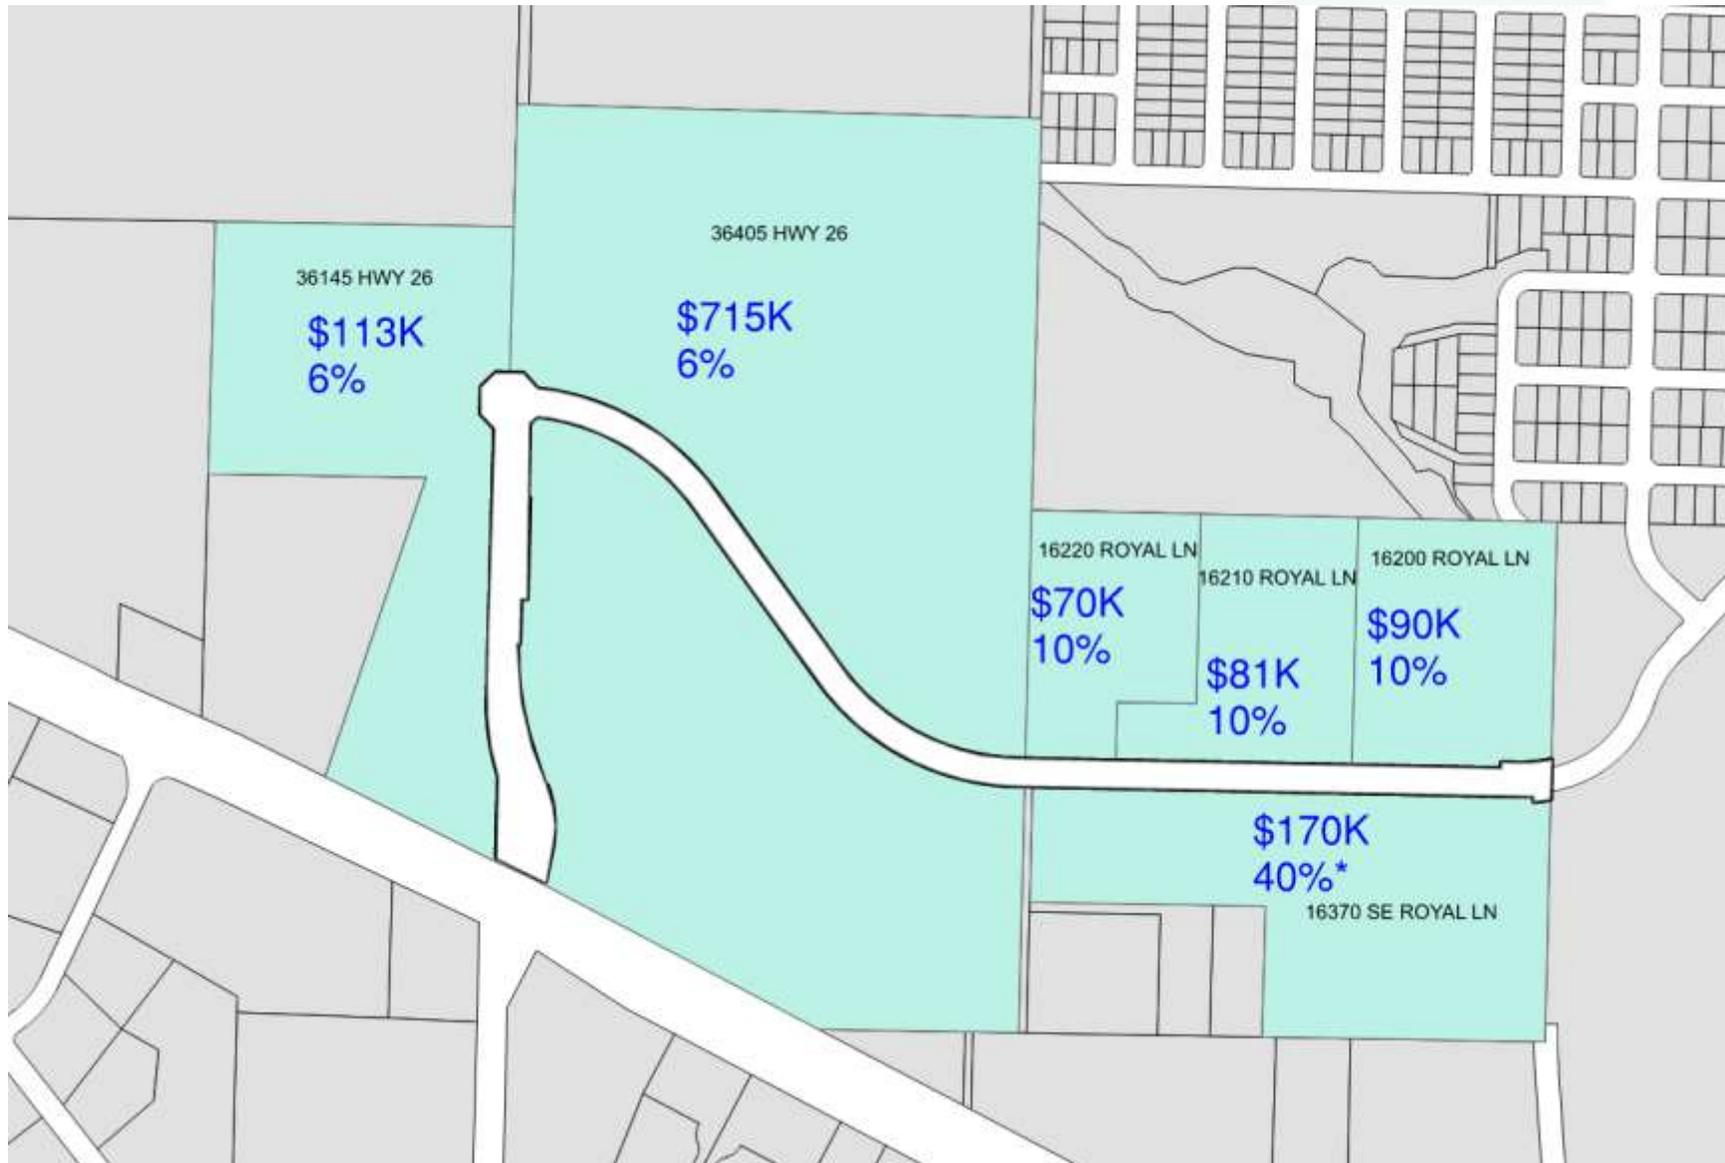 36405 HWY 26
$715K
6%
36145 HWY 26
$113K
6%
16220 ROYAL LN
$70K
10%
16210 ROYAL LN
$81K
10%
16200 ROYAL LN
$90K
10%
$170K
40%*
16370 SE ROYAL LN